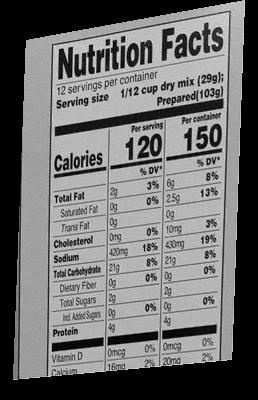 Nutrition Facts
12 servings per container
Serving size 1/12 cup dry mix (29g);
Prepared(103g)
Per serving Per container
Calories 120 150
% DV* % DV*
Total Fat 2g 3% 6g 8%
Saturated Fat 0g 0% 2.5g 13%
Trans Fat 0g 0g
Cholesterol 0mg 0% 10mg 3%
Sodium 420mg 18% 430mg 19%
Total Carbohydrate 21g 8% 21g 8%
Dietary Fiber 0g 0% 0g 0%
Total Sugars 2g 2g
Incl. Added Sugars 0g 0% 0g 0%
Protein 4g 4g
Vitamin D 0mcg 0% 0mcg 0%
Calcium 16mg 2% 20mg 2%